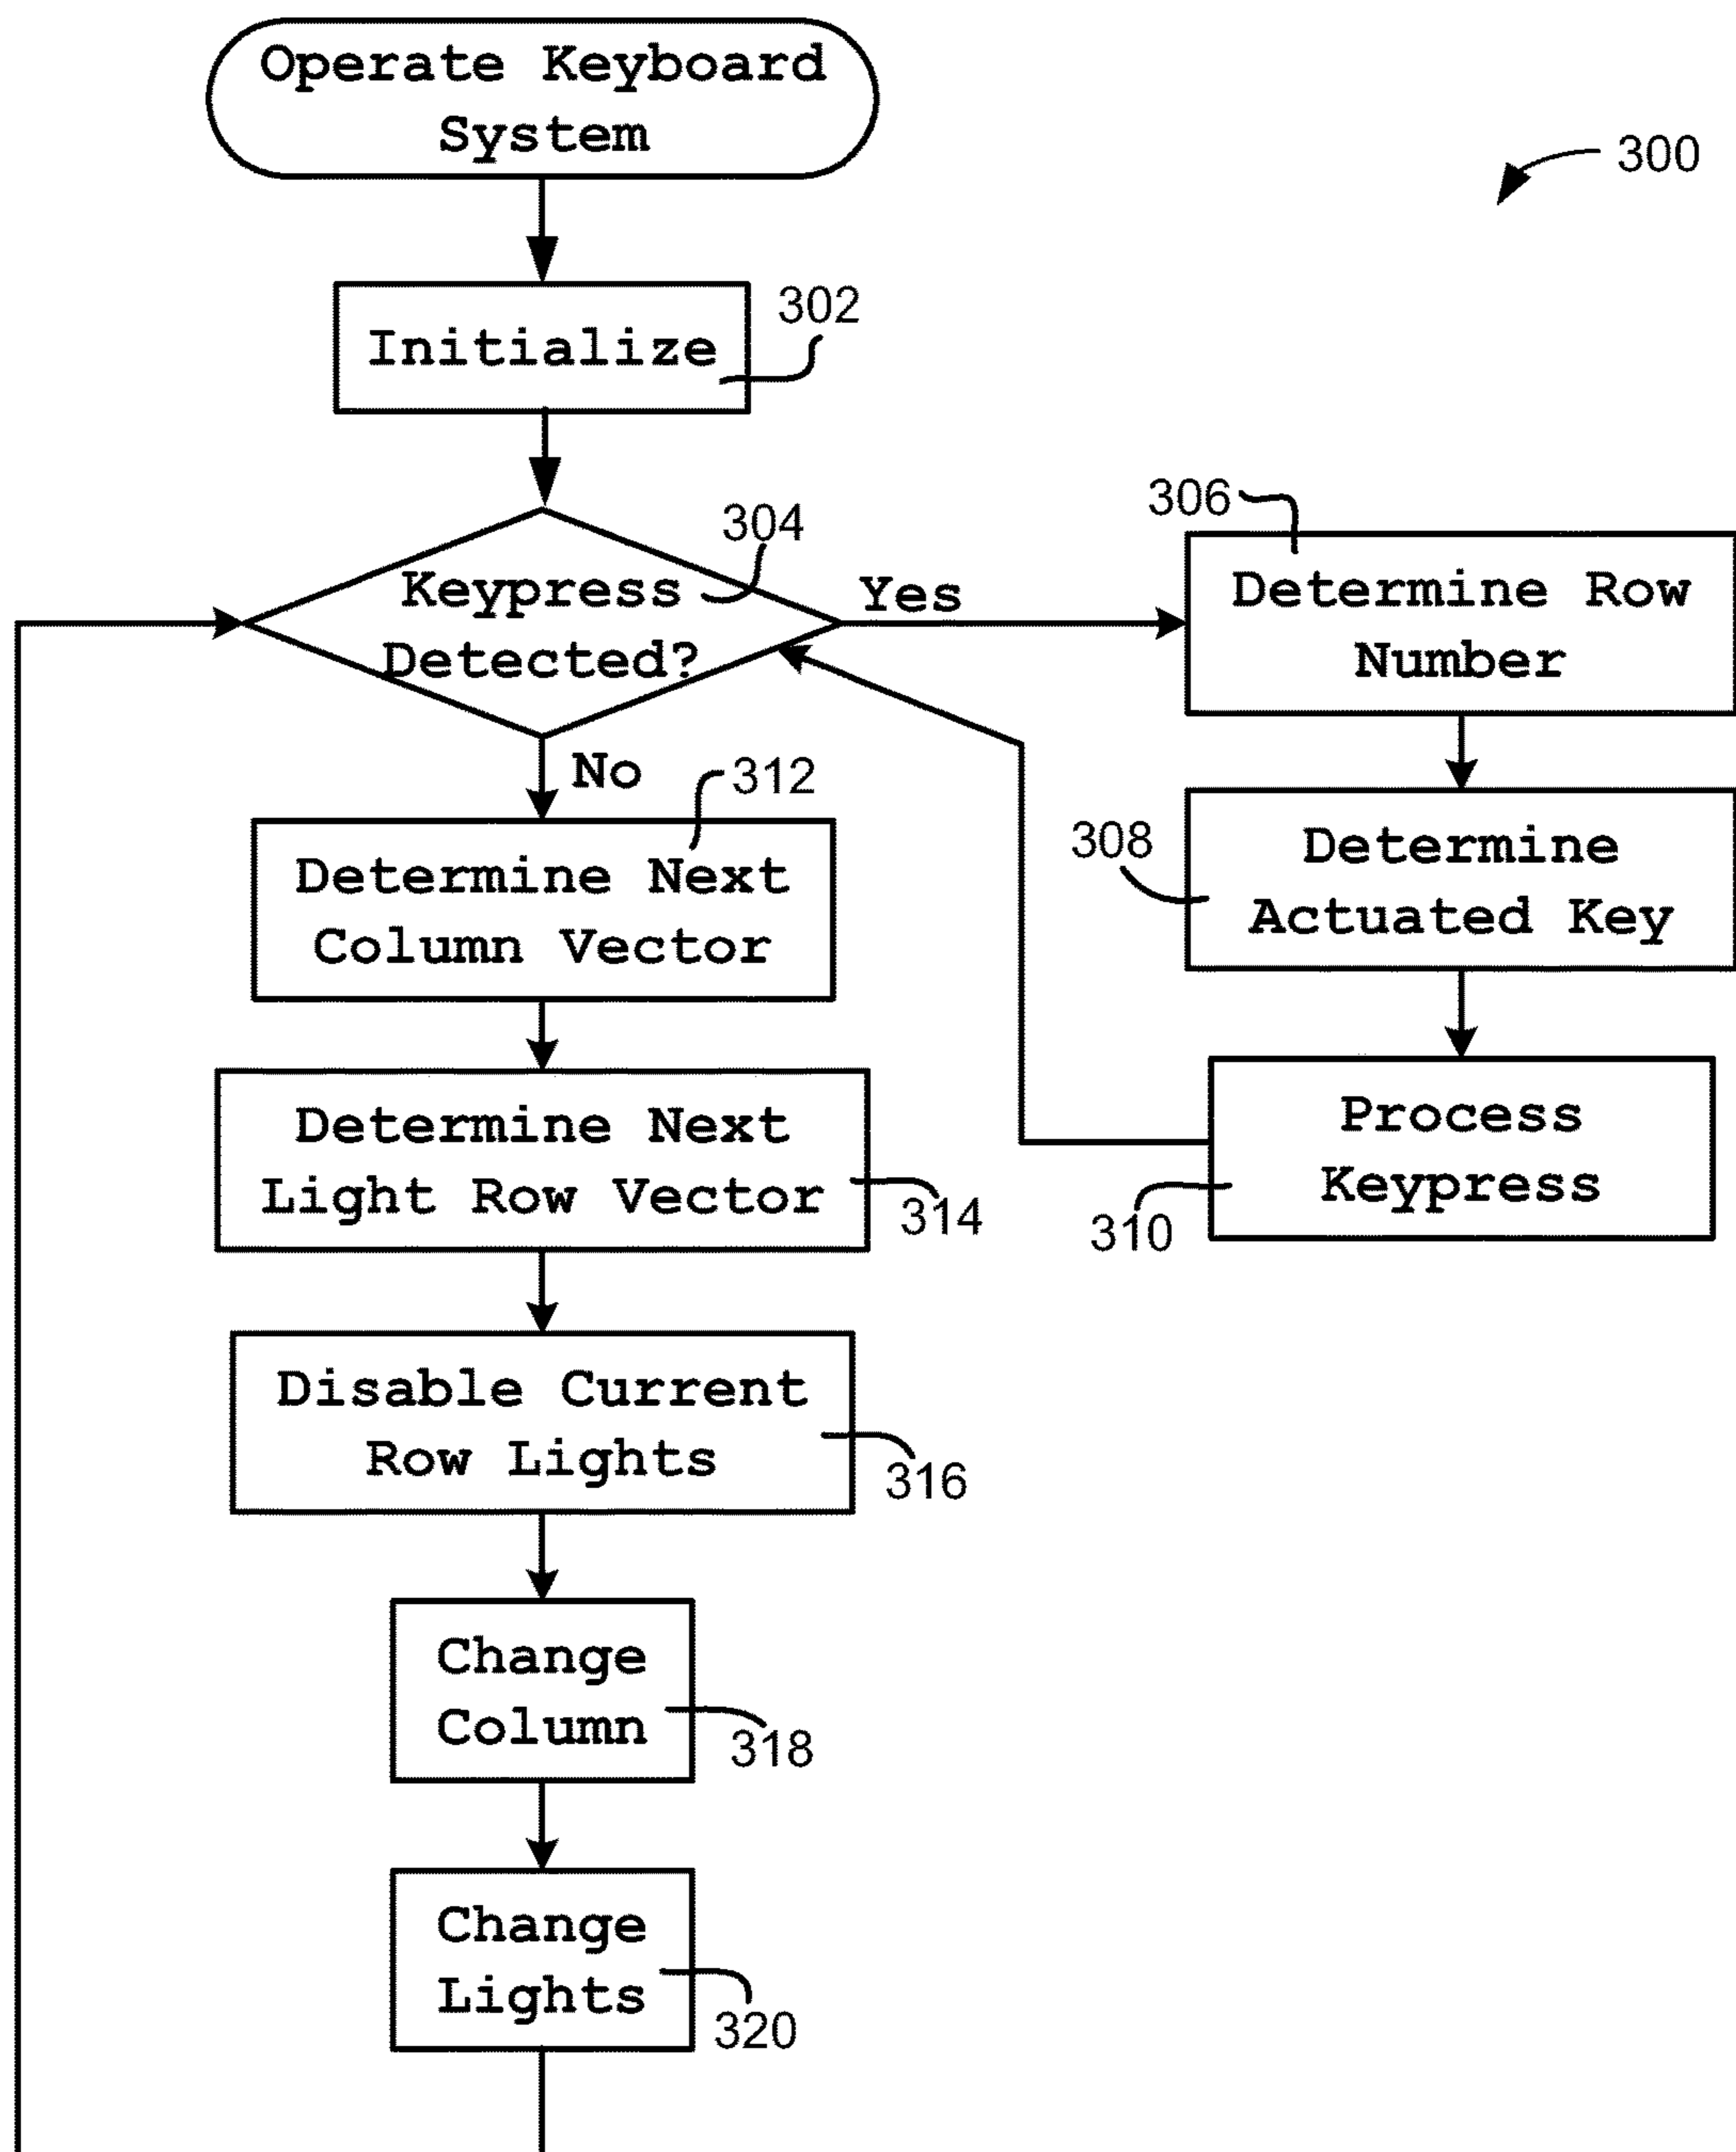 Operate Keyboard
System
300
Initialize
302
Keypress
Detected?
304
Yes
306
Determine Row
Number
308
Determine
Actuated Key
Process
Keypress
310
No
312
Determine Next
Column Vector
Determine Next
Light Row Vector
314
Disable Current
Row Lights
316
Change
Column
318
Change
Lights
320